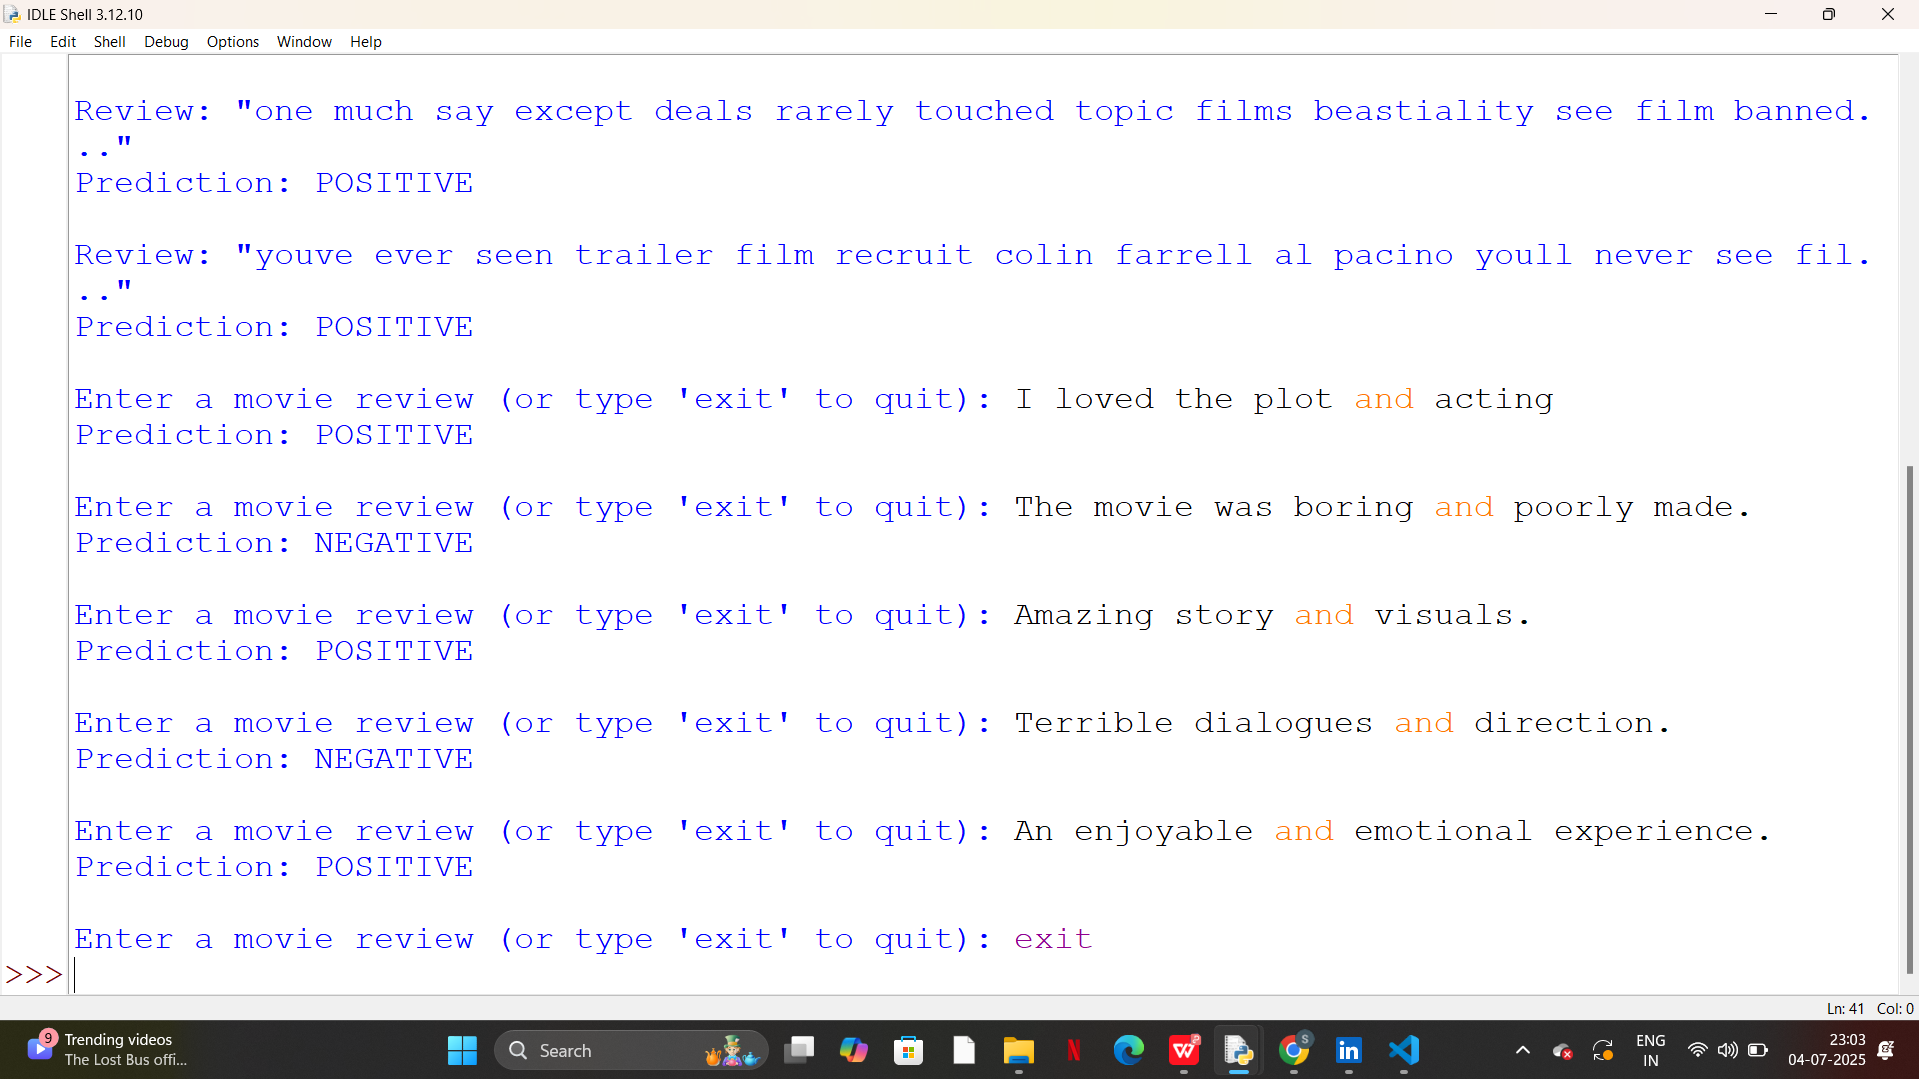 IDLE Shell 3.12.10
File Edit Shell Debug Options Window Help
Review: "one much say except deals rarely touched topic films beastiality see film banned.
.."
Prediction: POSITIVE
Review: "youve ever seen trailer film recruit colin farrell al pacino youll never see fil.
.."
Prediction: POSITIVE
Enter a movie review (or type 'exit' to quit): I loved the plot and acting
Prediction: POSITIVE
Enter a movie review (or type 'exit' to quit): The movie was boring and poorly made.
Prediction: NEGATIVE
Enter a movie review (or type 'exit' to quit): Amazing story and visuals.
Prediction: POSITIVE
Enter a movie review (or type 'exit' to quit): Terrible dialogues and direction.
Prediction: NEGATIVE
Enter a movie review (or type 'exit' to quit): An enjoyable and emotional experience.
Prediction: POSITIVE
Enter a movie review (or type 'exit' to quit): exit
>>>
Ln: 41 Col: 0
9
Trending videos
The Lost Bus offi...
Search
S
ENG
IN
23:03
04-07-2025